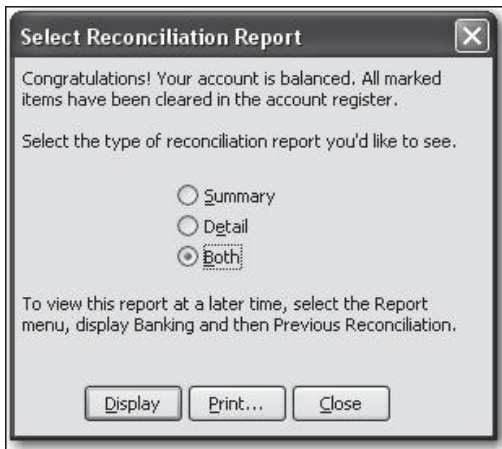 Select Reconciliation Report
Congratulations! Your account is balanced. All marked
items have been cleared in the account register.
Select the type of reconciliation report you'd like to see.
Summary
Detail
Both
To view this report at a later time, select the Report
menu, display Banking and then Previous Reconciliation.
Display Print... Close